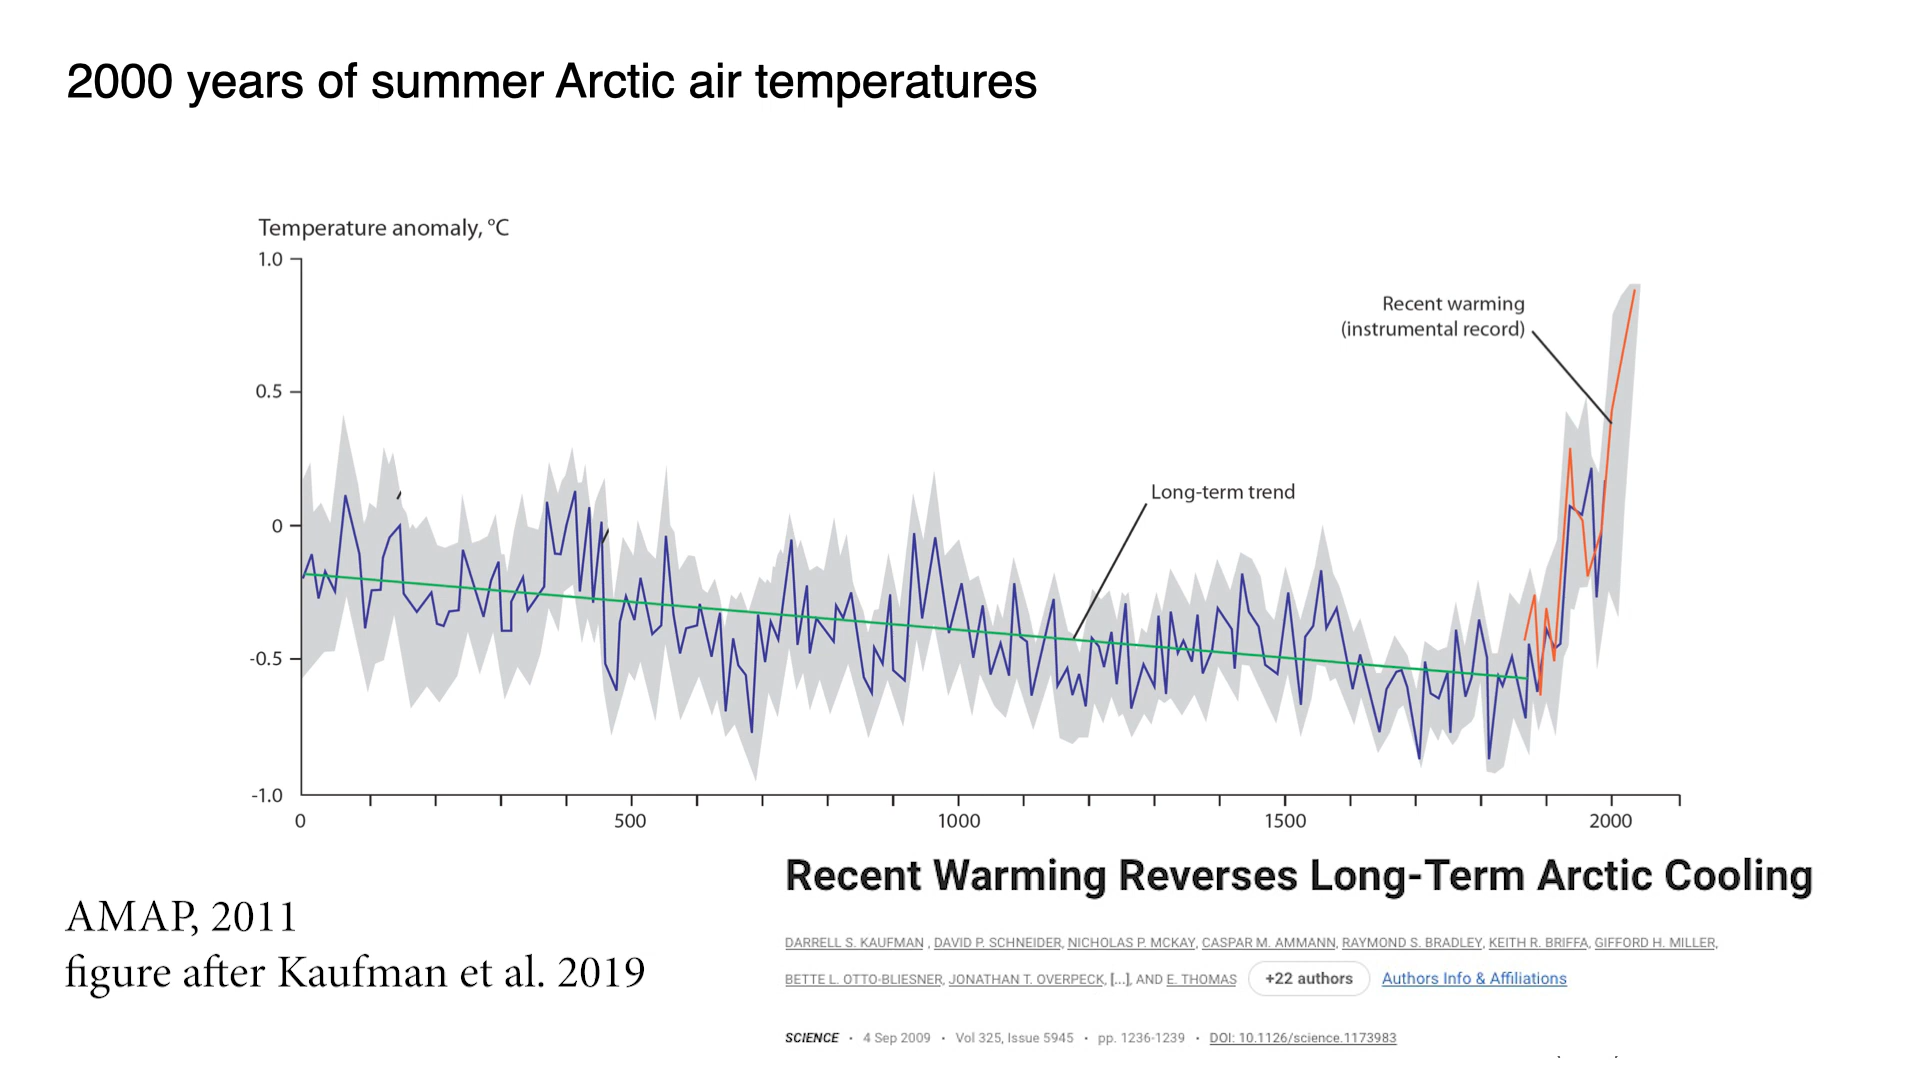 2000 years of summer Arctic air temperatures
Temperature anomaly, °C
1.0
0.5
0
-0.5
-1.0
Recent warming
(instrumental record)
Long-term trend
0 500 1000 1500 2000
Recent Warming Reverses Long-Term Arctic Cooling
AMAP, 2011
figure after Kaufman et al. 2019
DARRELL S. KAUFMAN , DAVID P. SCHNEIDER, NICHOLAS P. MCKAY, CASPAR M. AMMANN, RAYMOND S. BRADLEY, KEITH R. BRIFFA, GIFFORD H. MILLER,
BETTE L. OTTO-BLIESNER, JONATHAN T. OVERPECK, [...], AND E. THOMAS +22 authors Authors Info & Affiliations
SCIENCE • 4 Sep 2009 • Vol 325, Issue 5945 • pp. 1236-1239 • DOI: 10.1126/science.1173983